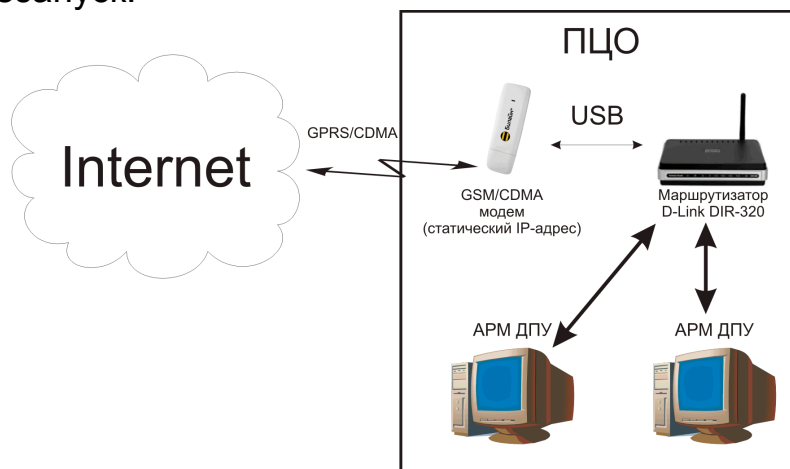 ПЦО
Internet
GPRS/CDMA
Билайн
USB
GSM/CDMA
модем
(статический IP-адрес)
Маршрутизатор
D-Link DIR-320
АРМ ДПУ
АРМ ДПУ